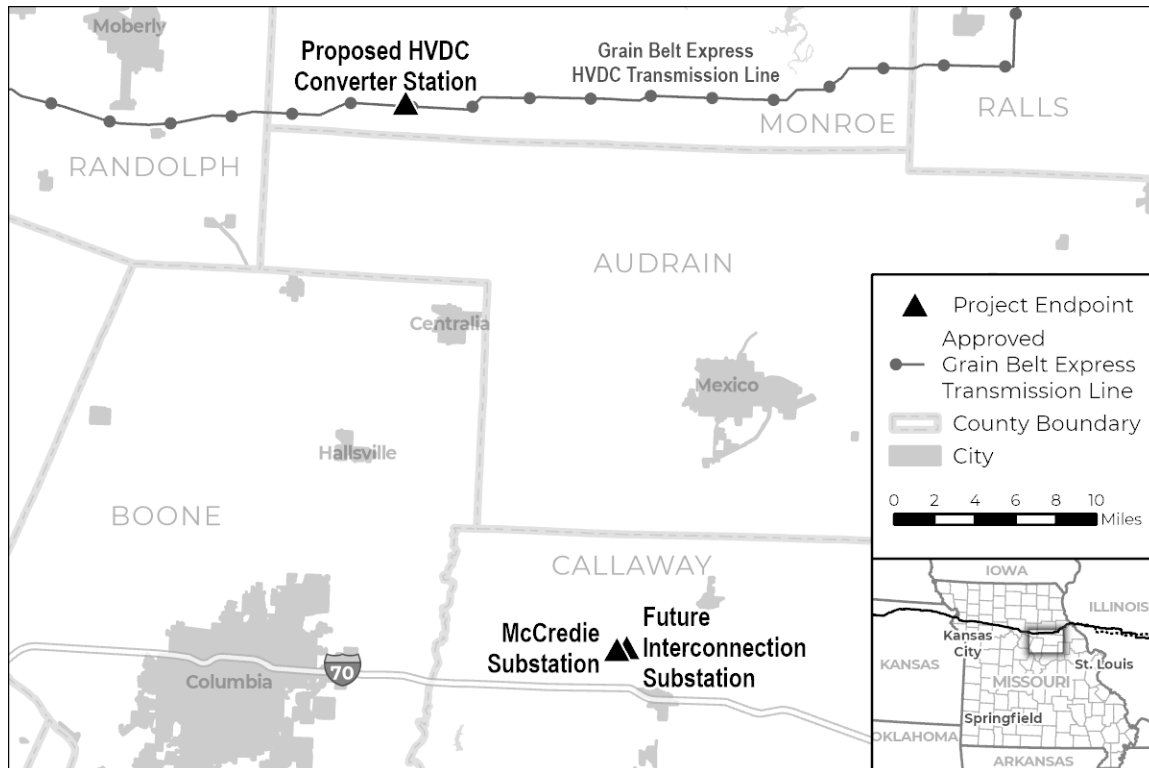 Moberly
Proposed HVDC
Converter Station
Grain Belt Express
HVDC Transmission Line
RALLS
MONROE
RANDOLPH
AUDRAIN
Centralia
Mexico
Hallsville
BOONE
CALLAWAY
McCredie
Substation
Future
Interconnection
Substation
70
Columbia
Project Endpoint
Approved
Grain Belt Express
Transmission Line
County Boundary
City
0 2 4 6 8 10
Miles
IOWA
ILLINOIS
Kansas
City
St. Louis
KANSAS
MISSOURI
Springfield
OKLAHOMA
ARKANSAS